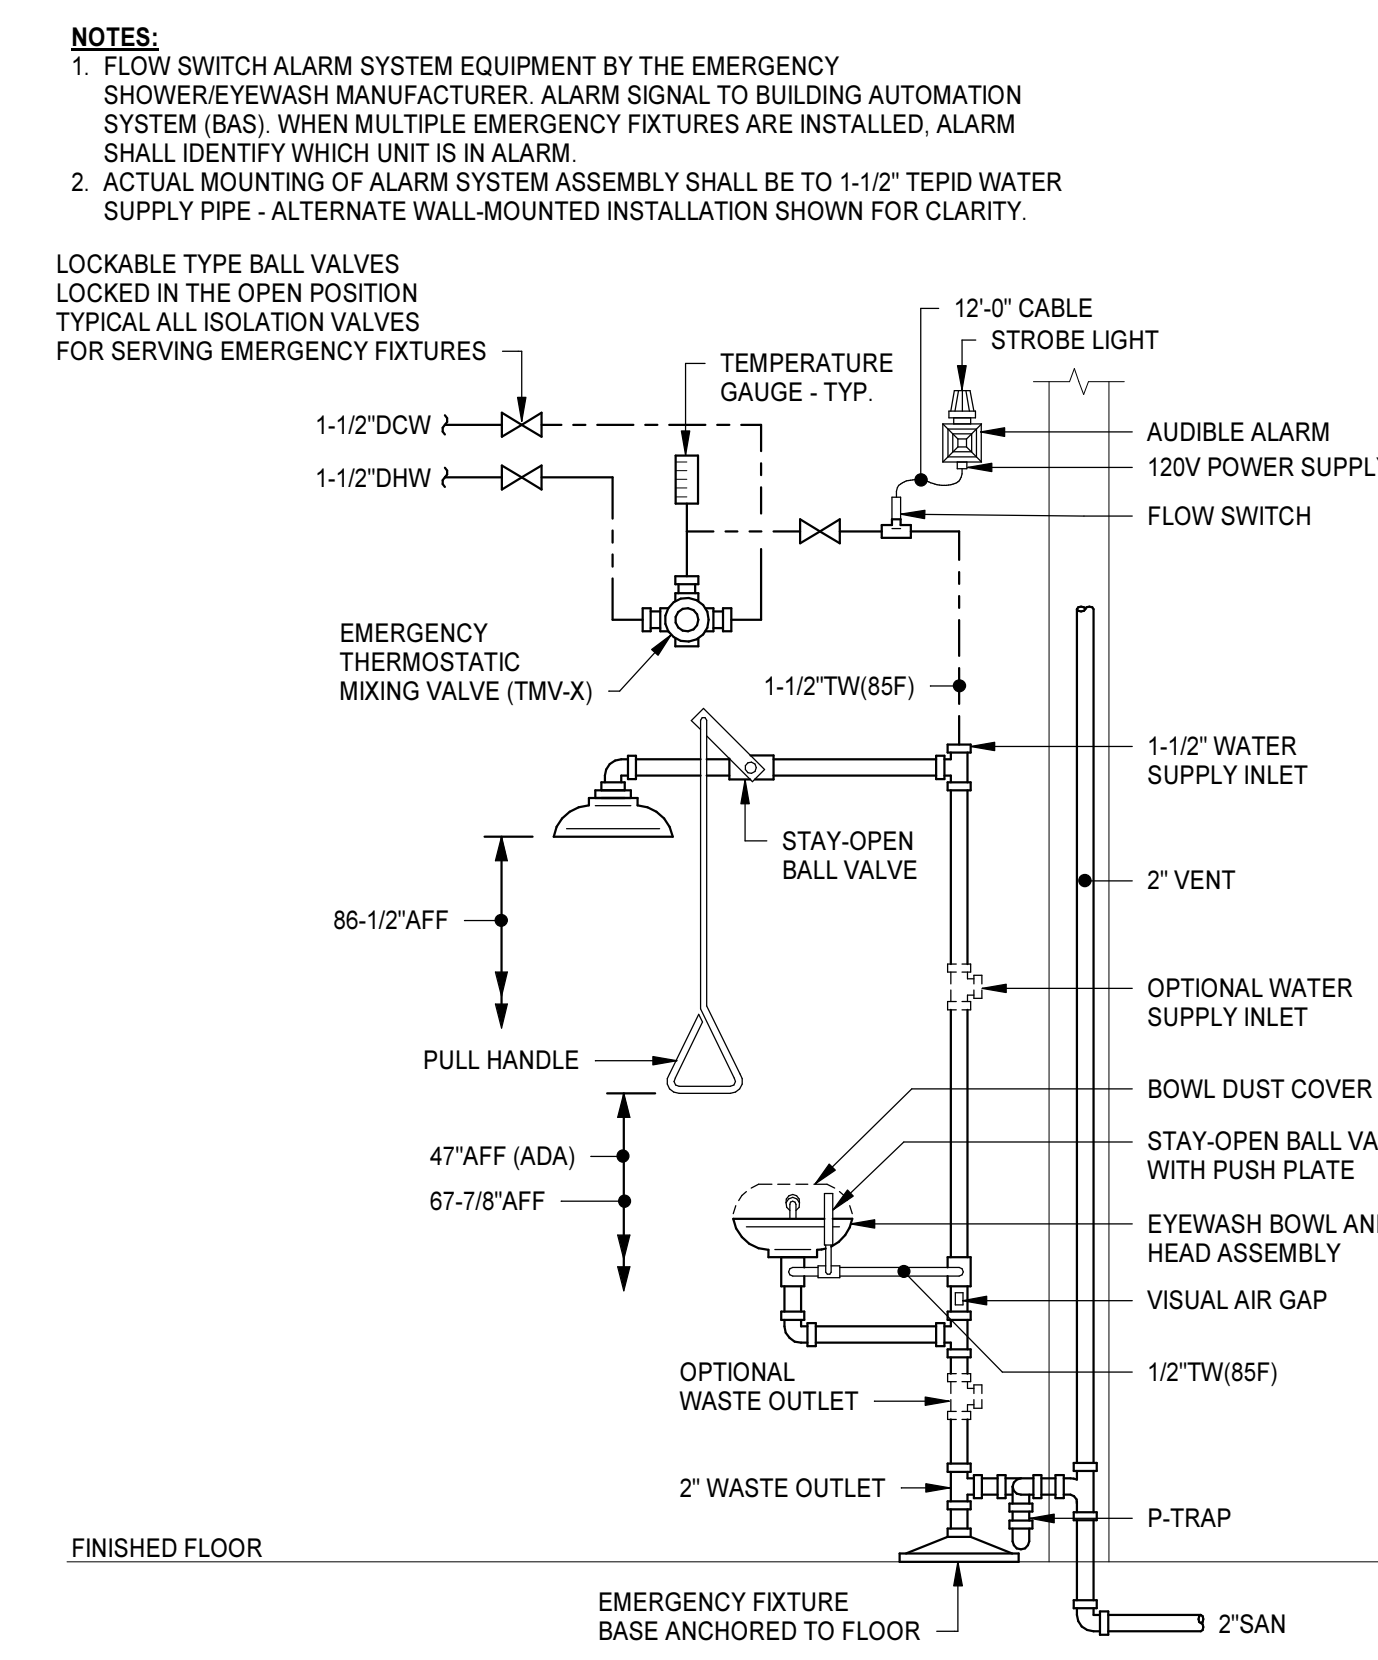 NOTES:
1. FLOW SWITCH ALARM SYSTEM EQUIPMENT BY THE EMERGENCY
SHOWER/EYEWASH MANUFACTURER. ALARM SIGNAL TO BUILDING AUTOMATION
SYSTEM (BAS). WHEN MULTIPLE EMERGENCY FIXTURES ARE INSTALLED, ALARM
SHALL IDENTIFY WHICH UNIT IS IN ALARM.
2. ACTUAL MOUNTING OF ALARM SYSTEM ASSEMBLY SHALL BE TO 1-1/2" TEPID WATER
SUPPLY PIPE - ALTERNATE WALL-MOUNTED INSTALLATION SHOWN FOR CLARITY.
LOCKABLE TYPE BALL VALVES
LOCKED IN THE OPEN POSITION
TYPICAL ALL ISOLATION VALVES
FOR SERVING EMERGENCY FIXTURES
12'-0" CABLE
STROBE LIGHT
TEMPERATURE
GAUGE - TYP.
1-1/2"DCW
1-1/2"DHW
AUDIBLE ALARM
120V POWER SUPPLY
FLOW SWITCH
EMERGENCY
THERMOSTATIC
MIXING VALVE (TMV-X)
1-1/2"TW(85F)
1-1/2" WATER
SUPPLY INLET
STAY-OPEN
BALL VALVE
2" VENT
86-1/2"AFF
OPTIONAL WATER
SUPPLY INLET
PULL HANDLE
BOWL DUST COVER
47"AFF (ADA)
67-7/8"AFF
STAY-OPEN BALL VA
WITH PUSH PLATE
EYEWASH BOWL AN
HEAD ASSEMBLY
VISUAL AIR GAP
OPTIONAL
WASTE OUTLET
1/2"TW(85F)
2" WASTE OUTLET
P-TRAP
FINISHED FLOOR
EMERGENCY FIXTURE
BASE ANCHORED TO FLOOR
2"SAN